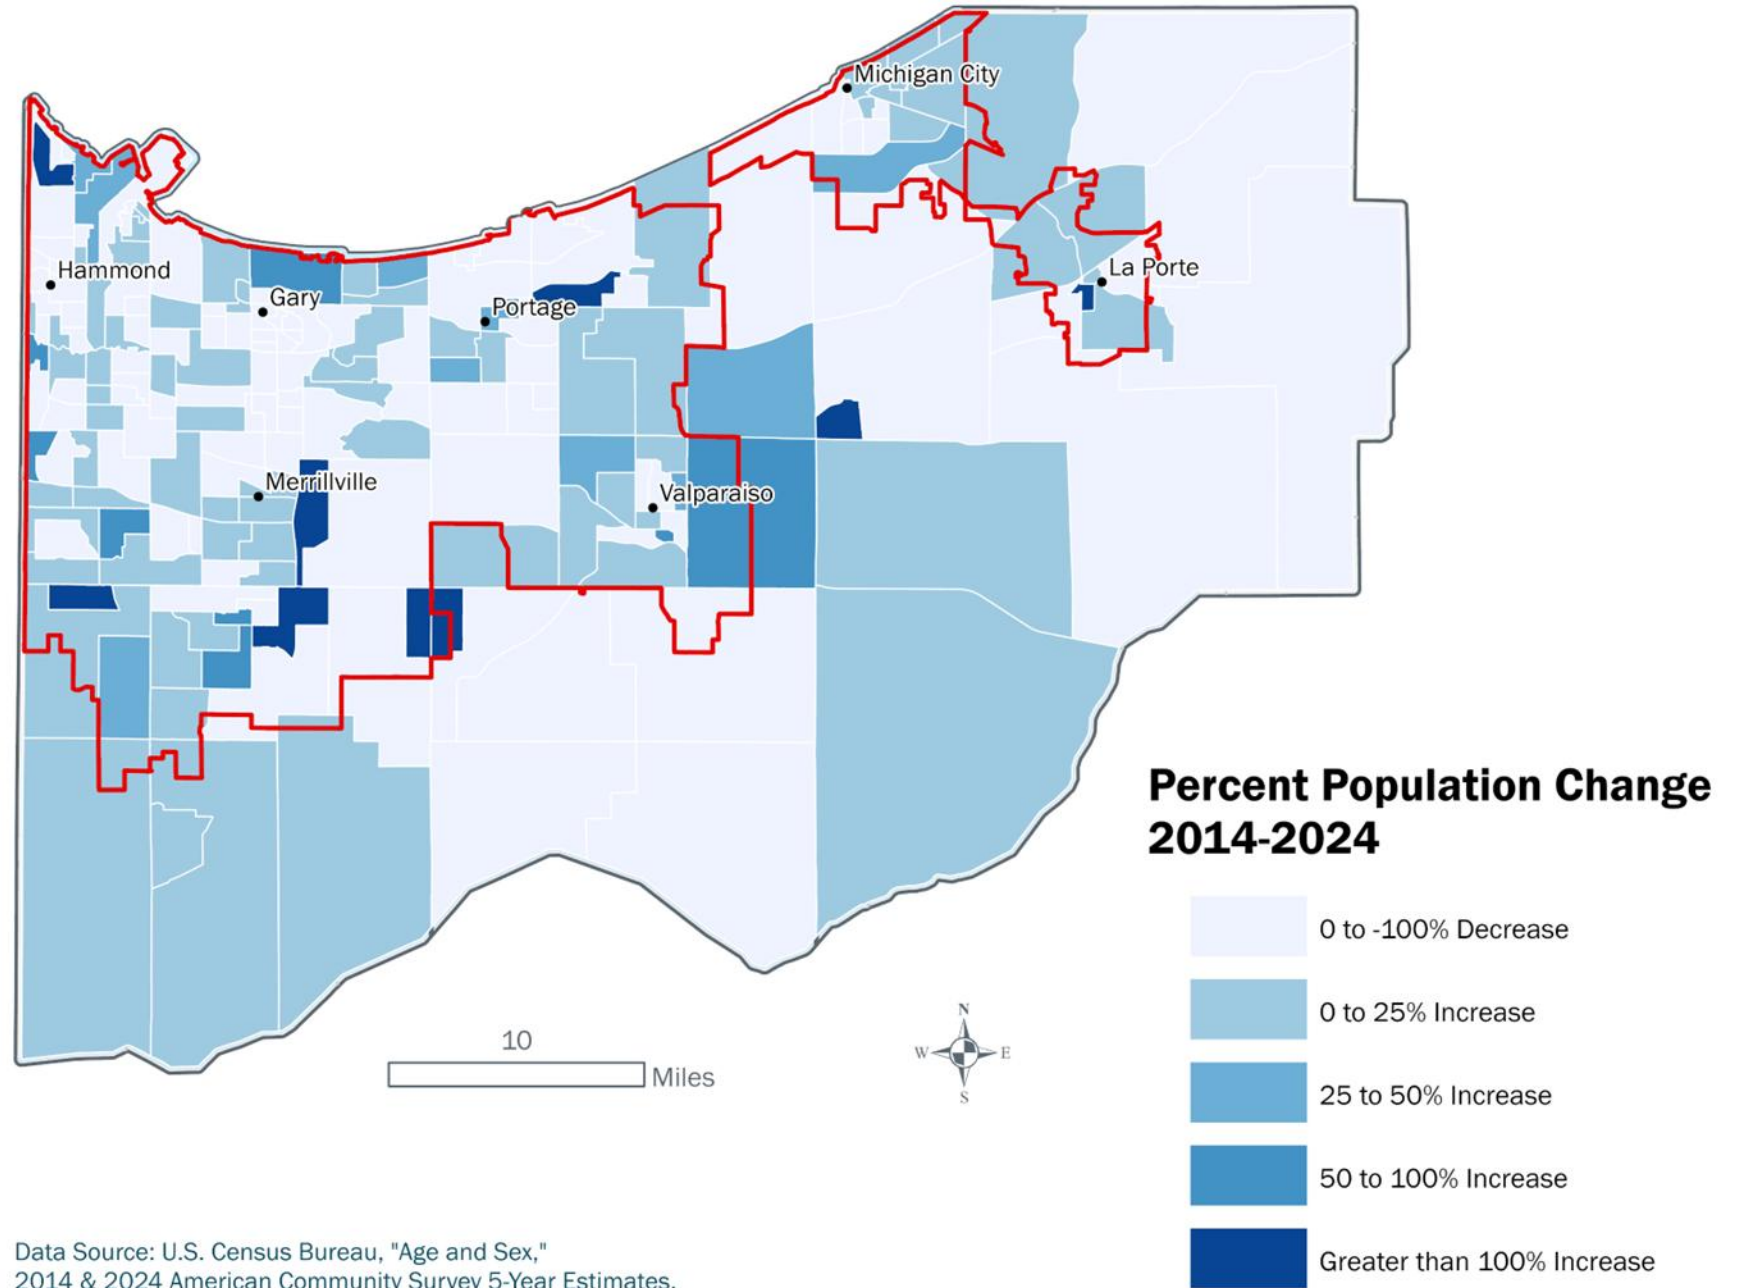 Michigan City
Hammond
Gary
Portage
La Porte
Merrillville
Valparaiso
Percent Population Change
2014-2024
0 to -100% Decrease
0 to 25% Increase
25 to 50% Increase
50 to 100% Increase
Greater than 100% Increase
N
W E
S
10
Miles
Data Source: U.S. Census Bureau, "Age and Sex,"
2014 & 2024 American Community Survey 5-Year Estimates.